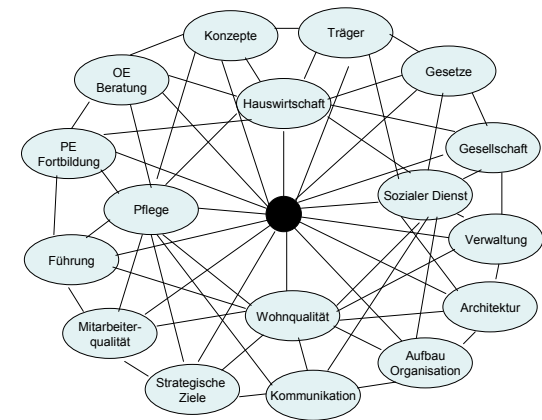 Konzepte
Träger
OE
Beratung
Gesetze
Hauswirtschaft
PE
Fortbildung
Gesellschaft
Pflege
Sozialer Dienst
Verwaltung
Führung
Architektur
Wohnqualität
Mitarbeiter-
qualität
Aufbau
Organisation
Strategische
Ziele
Kommunikation